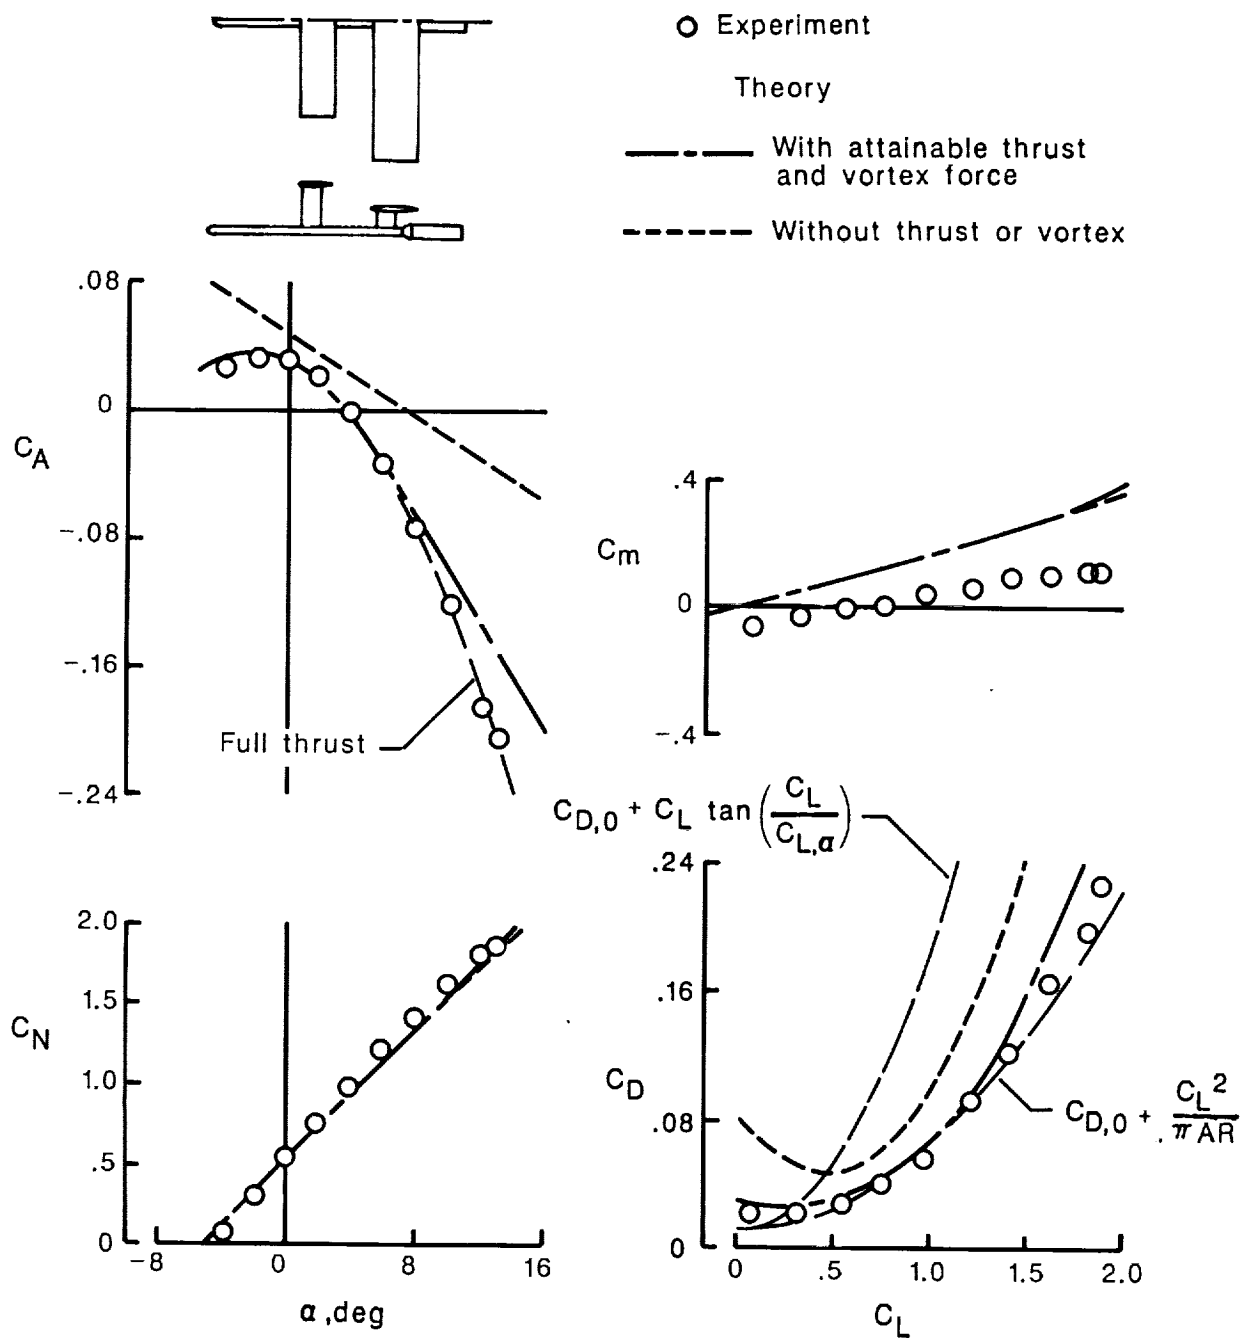 Experiment
Theory
With attainable thrust
and vortex force
Without thrust or vortex
.08
0
C_A
-.08
-.16
-.24
Full thrust
.4
C_m
0
-.4
C_D,0 + C_L tan(C_L/C_L,α)
2.0
1.5
C_N
1.0
.5
0
-8 0 8 16
α,deg
.24
.16
C_D
.08
0
C_D,0 + C_L²/πAR
0 .5 1.0 1.5 2.0
C_L